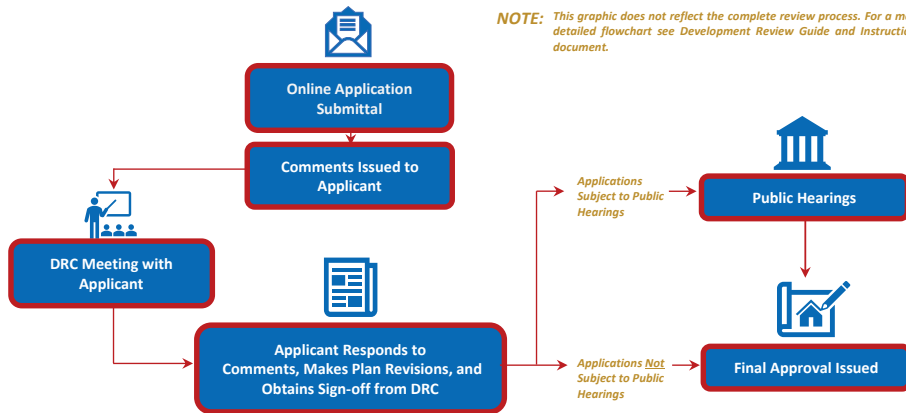 NOTE: This graphic does not reflect the complete review process. For a
detailed flowchart see Development Review Guide and
document.
Online Application
Submittal
Comments Issued to
Applicant
Applications
Subject to Public
Hearings
Public Hearings
DRC Meeting with
Applicant
Applicant Responds to
Comments, Makes Plan Revisions, and
Obtains Sign-off from DRC
Applications Not
Subject to Public
Hearings
Final Approval Issued